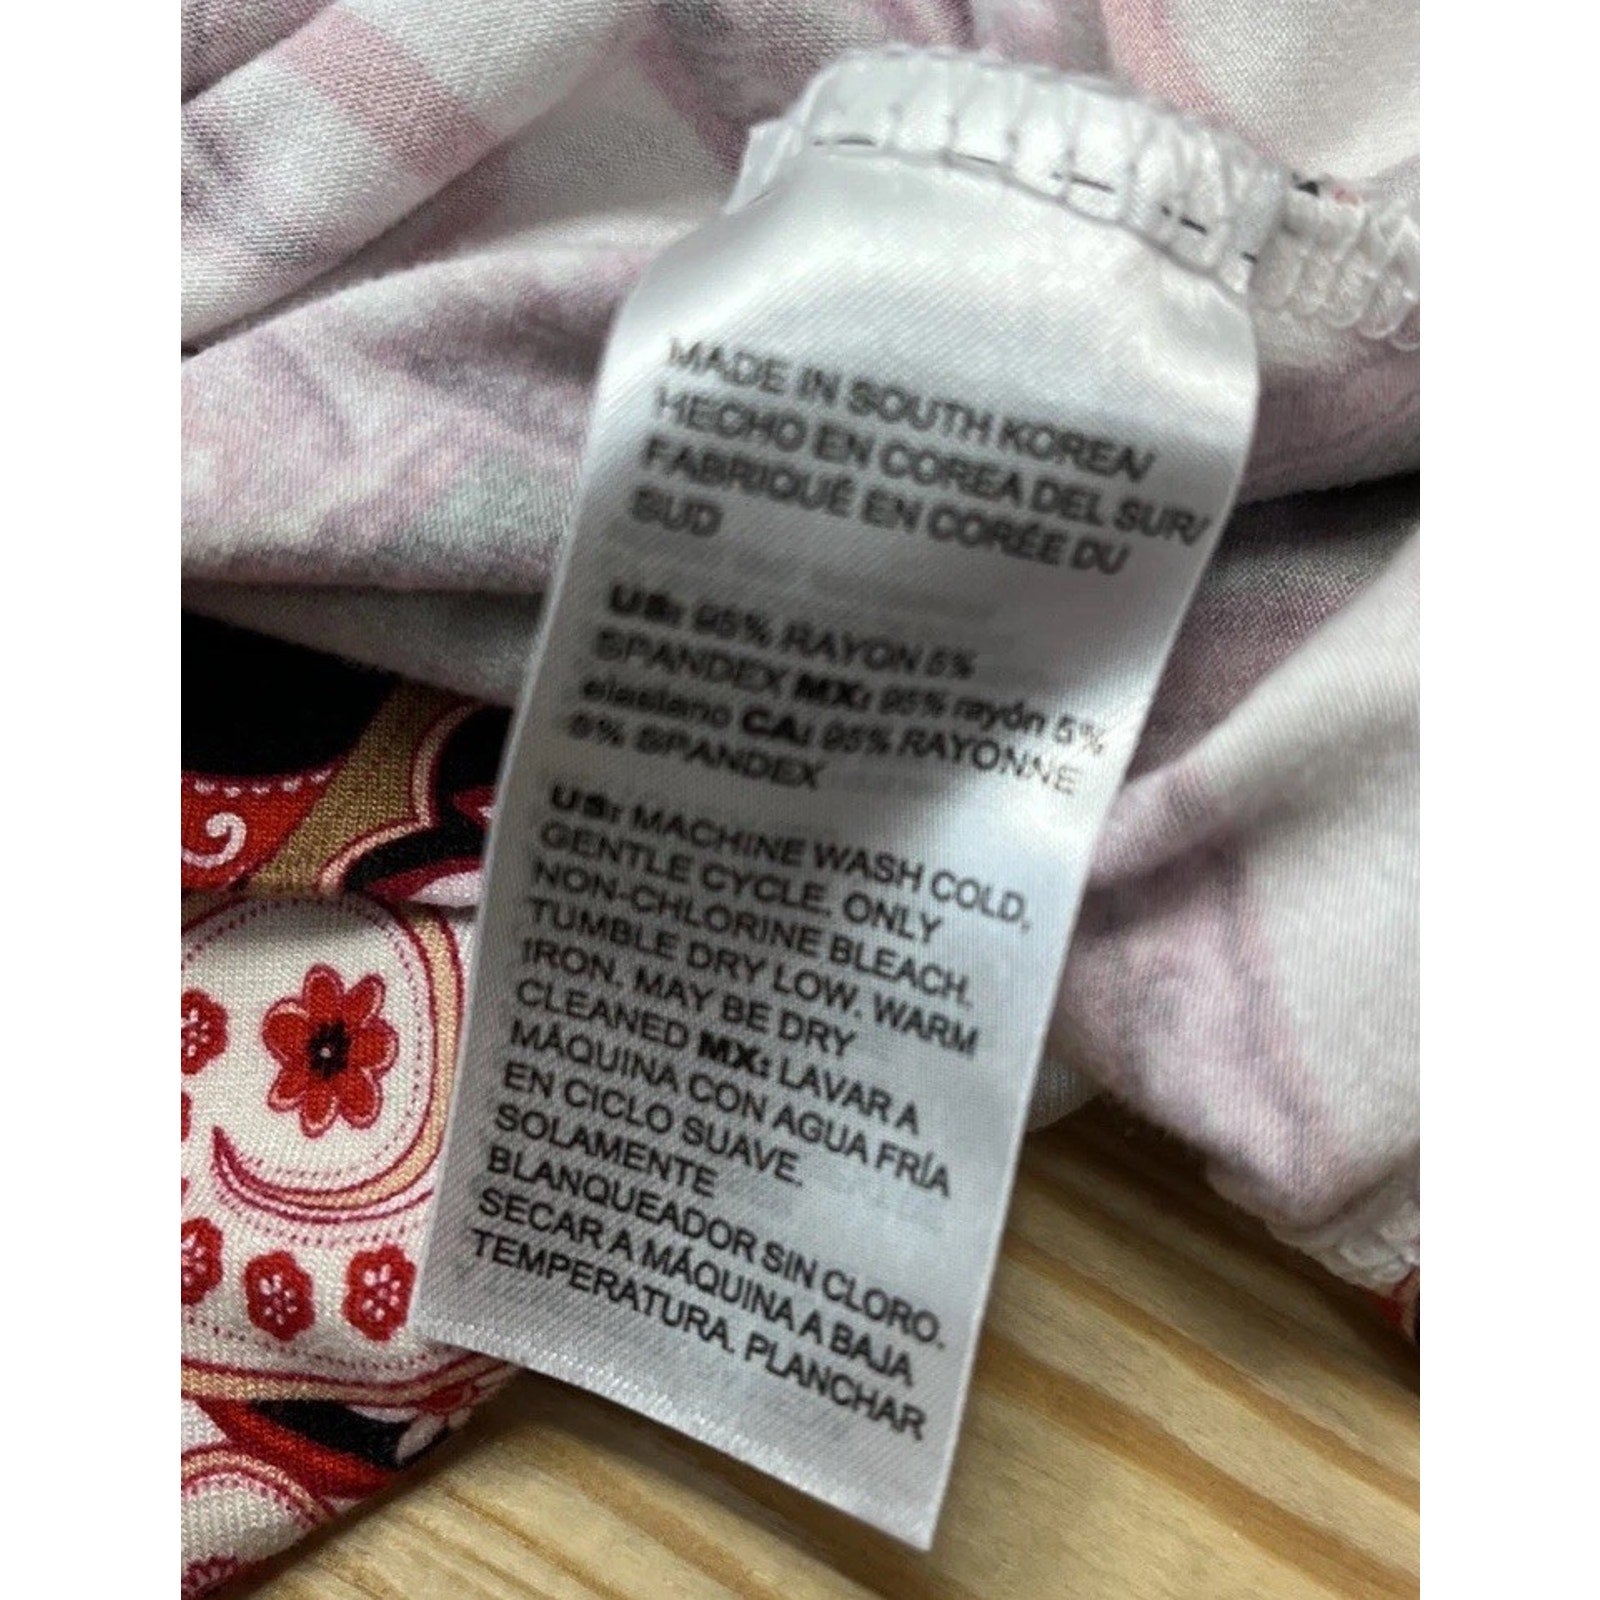 MADE IN SOUTH KOREA/
HECHO EN COREA DEL SUR/
FABRIQUÉ EN CORÉE DU
SUD
US: 95% RAYON 5%
SPANDEX MX: 95% rayón 5%
elastano CA: 95% RAYONNE
5% SPANDEX
US: MACHINE WASH COLD,
GENTLE CYCLE. ONLY
NON-CHLORINE BLEACH.
TUMBLE DRY LOW. WARM
IRON. MAY BE DRY
CLEANED MX: LAVAR A
MÁQUINA CON AGUA FRÍA
EN CICLO SUAVE.
SOLAMENTE
BLANQUEADOR SIN CLORO.
SECAR A MÁQUINA A BAJA
TEMPERATURA. PLANCHAR